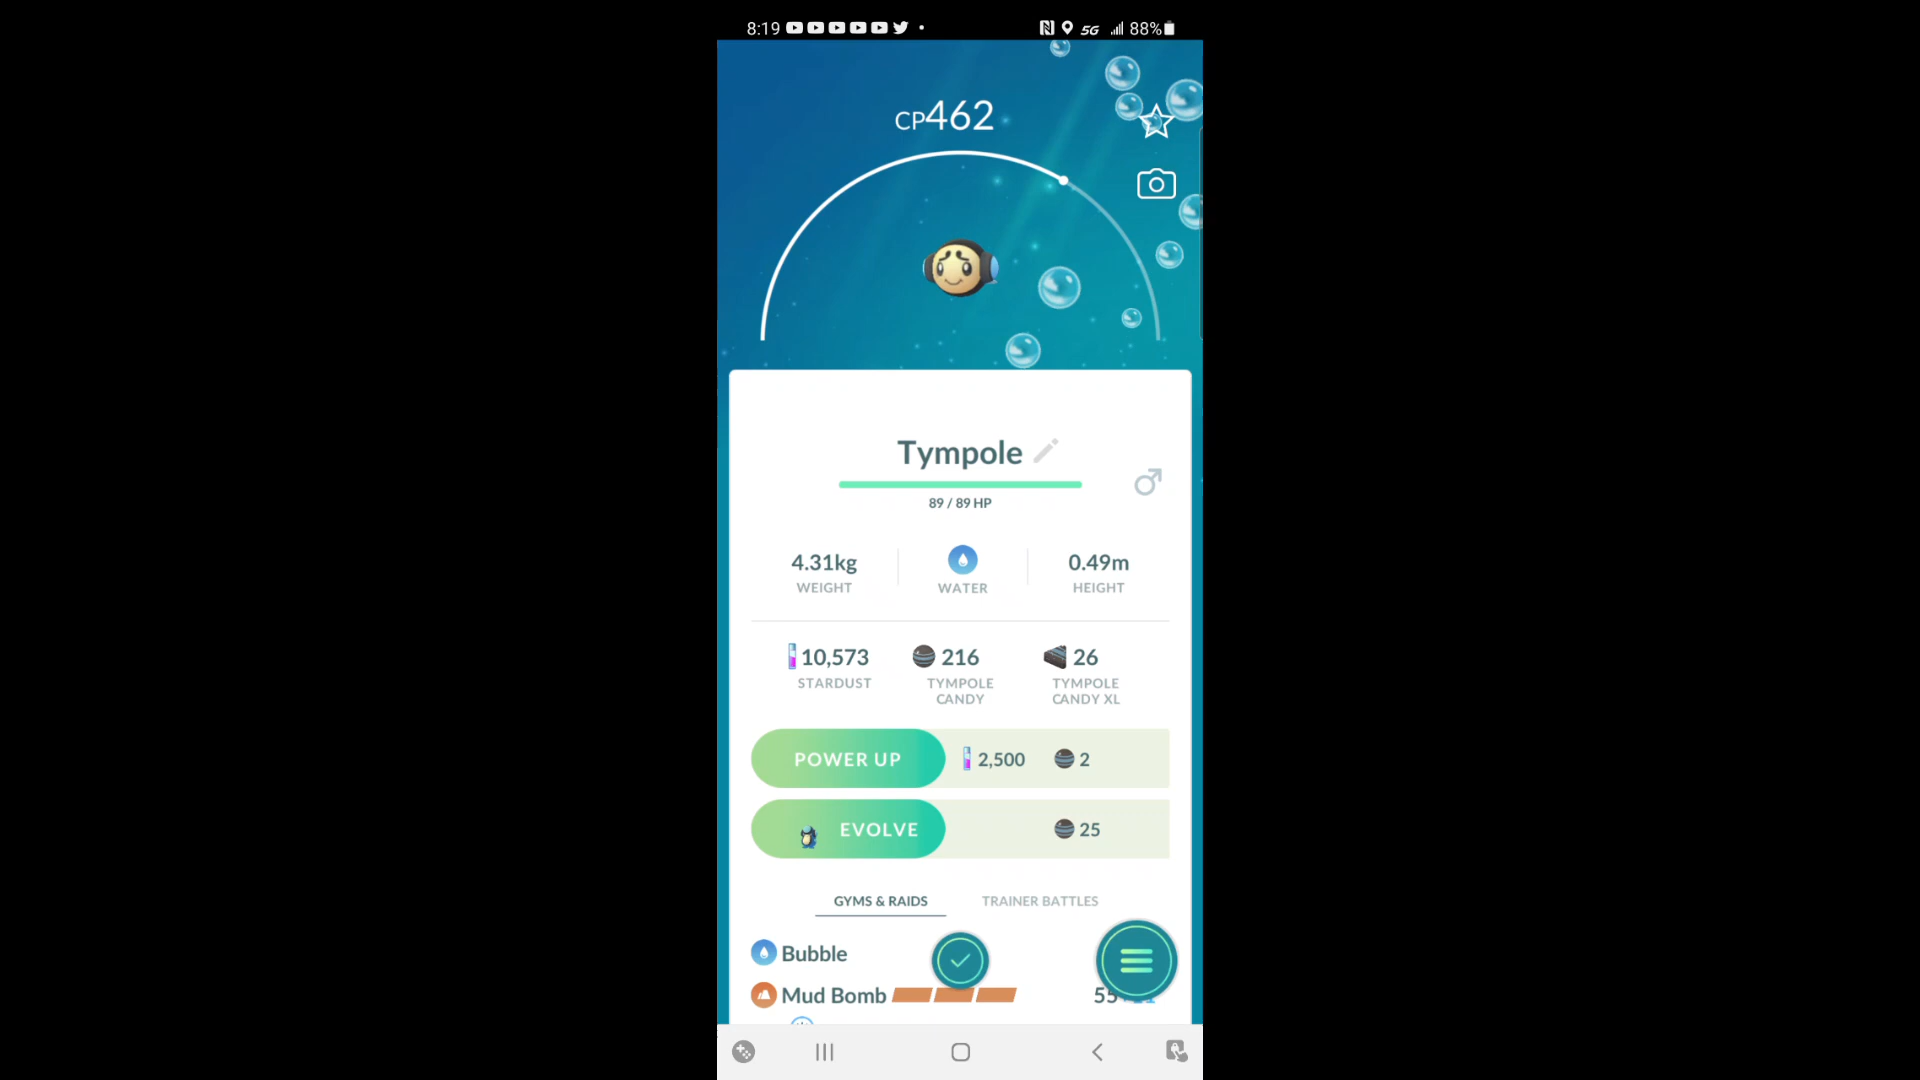 8:19 5G 88%
CP462
Tympole
89 / 89 HP
4.31kg 0.49m
WEIGHT WATER HEIGHT
10,573 216 26
STARDUST TYMPOLE TYMPOLE
CANDY CANDY XL
POWER UP 2,500 2
EVOLVE 25
GYMS & RAIDS TRAINER BATTLES
Bubble
Mud Bomb 55